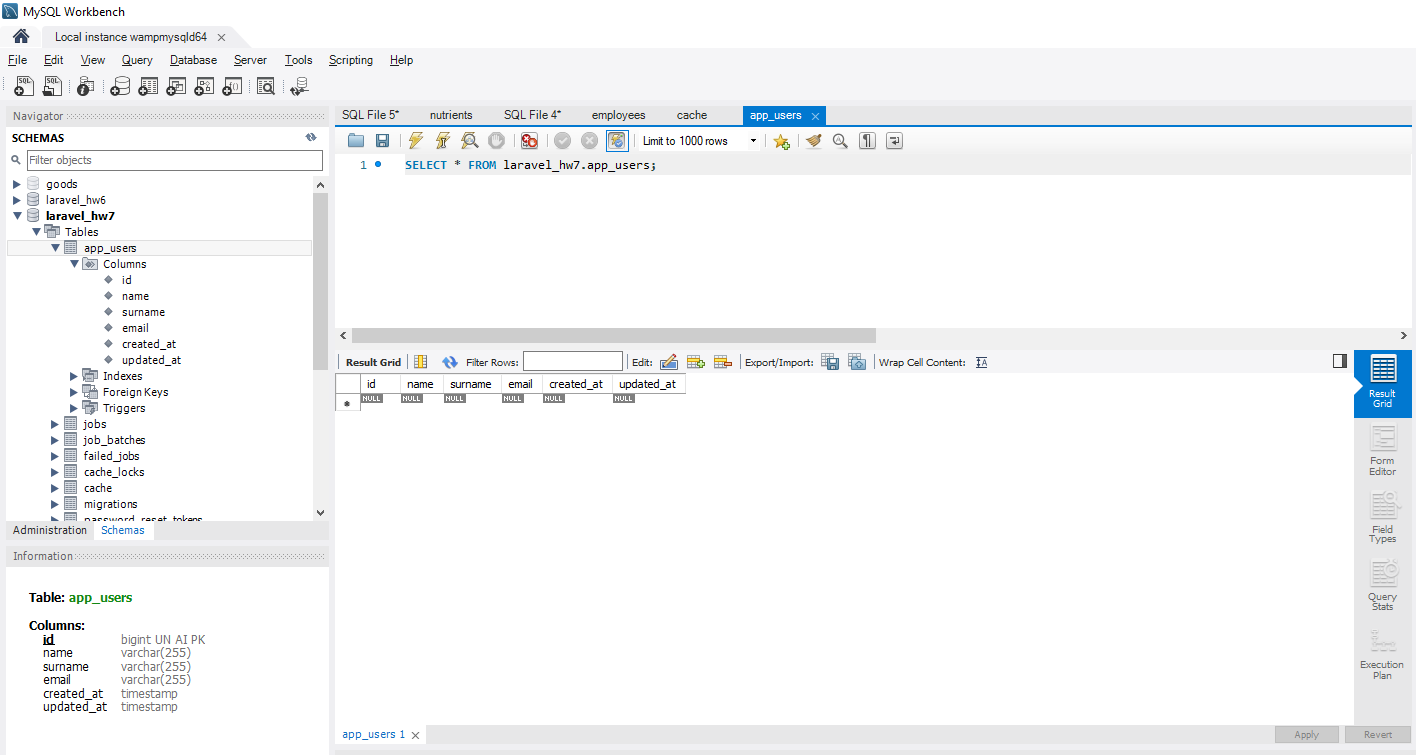 MySQL Workbench
Local instance wampmysqld64
File Edit View Query Database Server Tools Scripting Help
Navigator
SCHEMAS
Filter objects
goods
laravel_hw6
laravel_hw7
Tables
app_users
Columns
id
name
surname
email
created_at
updated_at
Indexes
Foreign Keys
Triggers
jobs
job_batches
failed_jobs
cache_locks
cache
migrations
password_reset_tokens
Administration Schemas
Information
Table: app_users
Columns:
id bigint UN AI PK
name varchar(255)
surname varchar(255)
email varchar(255)
created_at timestamp
updated_at timestamp
SQL File 5* nutrients SQL File 4* employees cache app_users
Limit to 1000 rows
1 SELECT * FROM laravel_hw7.app_users;
Result Grid Filter Rows: Edit: Export/Import: Wrap Cell Content:
id name surname email created_at updated_at
* NULL NULL NULL NULL NULL NULL
Result
Grid
Form
Editor
Field
Types
Query
Stats
Execution
Plan
app_users 1
Apply Revert